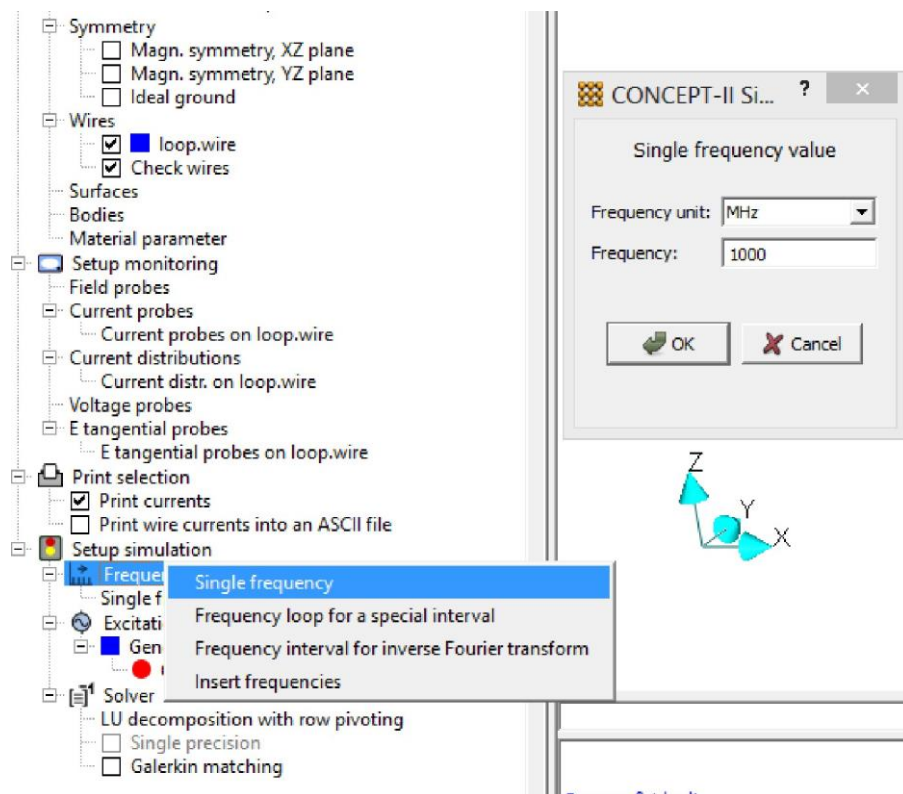 Symmetry
Magn. symmetry, XZ plane
Magn. symmetry, YZ plane
Ideal ground
Wires
loop.wire
Check wires
Surfaces
Bodies
Material parameter
Setup monitoring
Field probes
Current probes
Current probes on loop.wire
Current distributions
Current distr. on loop.wire
Voltage probes
E tangential probes
E tangential probes on loop.wire
Print selection
Print currents
Print wire currents into an ASCII file
Setup simulation
Freque
Single f
Excitati
Gen
Solver
LU decomposition with row pivoting
Single precision
Galerkin matching
Single frequency
Frequency loop for a special interval
Frequency interval for inverse Fourier transform
Insert frequencies
CONCEPT-II Si... ? ×
Single frequency value
Frequency unit: MHz
Frequency: 1000
OK Cancel
Z
Y
X